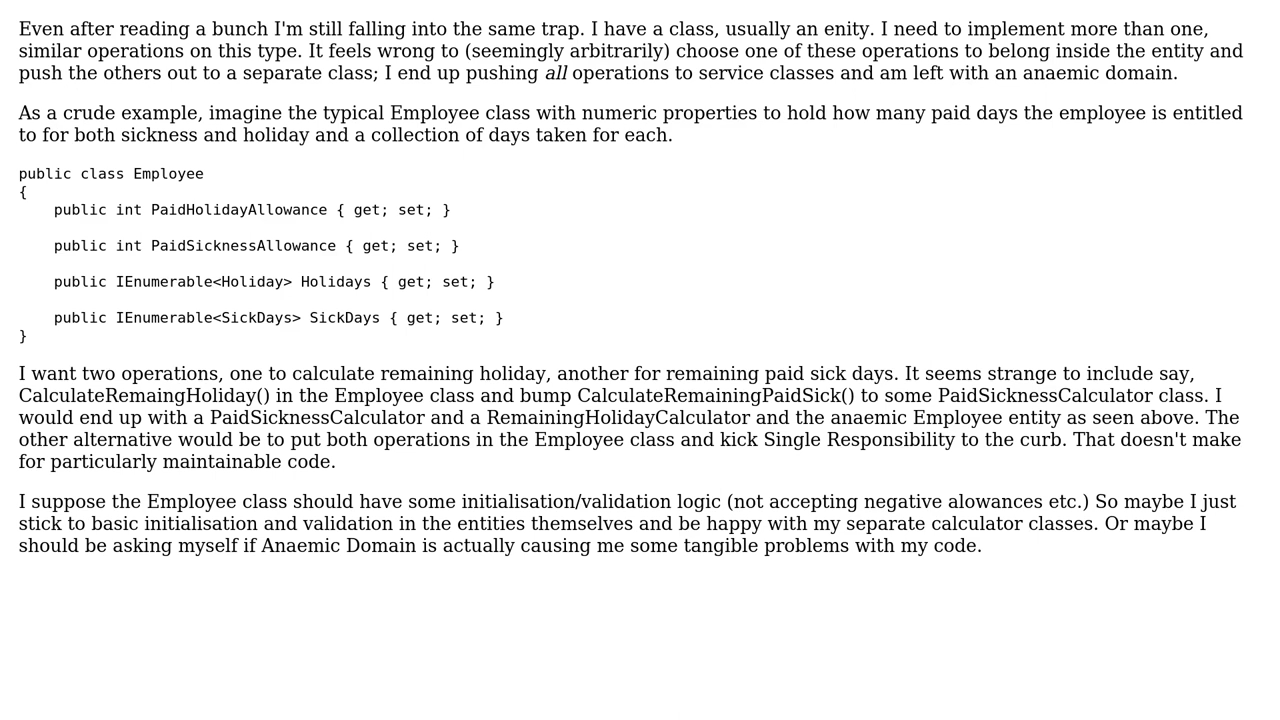 Even after reading a bunch I'm still falling into the same trap. I have a class, usually an enity. I need to implement more than one,
similar operations on this type. It feels wrong to (seemingly arbitrarily) choose one of these operations to belong inside the entity and
push the others out to a separate class; I end up pushing all operations to service classes and am left with an anaemic domain.
As a crude example, imagine the typical Employee class with numeric properties to hold how many paid days the employee is entitled
to for both sickness and holiday and a collection of days taken for each.
public class Employee
{
    public int PaidHolidayAllowance { get; set; }
    public int PaidSicknessAllowance { get; set; }
    public IEnumerable<Holiday> Holidays { get; set; }
    public IEnumerable<SickDays> SickDays { get; set; }
}
I want two operations, one to calculate remaining holiday, another for remaining paid sick days. It seems strange to include say,
CalculateRemaingHoliday() in the Employee class and bump CalculateRemainingPaidSick() to some PaidSicknessCalculator class. I
would end up with a PaidSicknessCalculator and a RemainingHolidayCalculator and the anaemic Employee entity as seen above. The
other alternative would be to put both operations in the Employee class and kick Single Responsibility to the curb. That doesn't make
for particularly maintainable code.
I suppose the Employee class should have some initialisation/validation logic (not accepting negative alowances etc.) So maybe I just
stick to basic initialisation and validation in the entities themselves and be happy with my separate calculator classes. Or maybe I
should be asking myself if Anaemic Domain is actually causing me some tangible problems with my code.